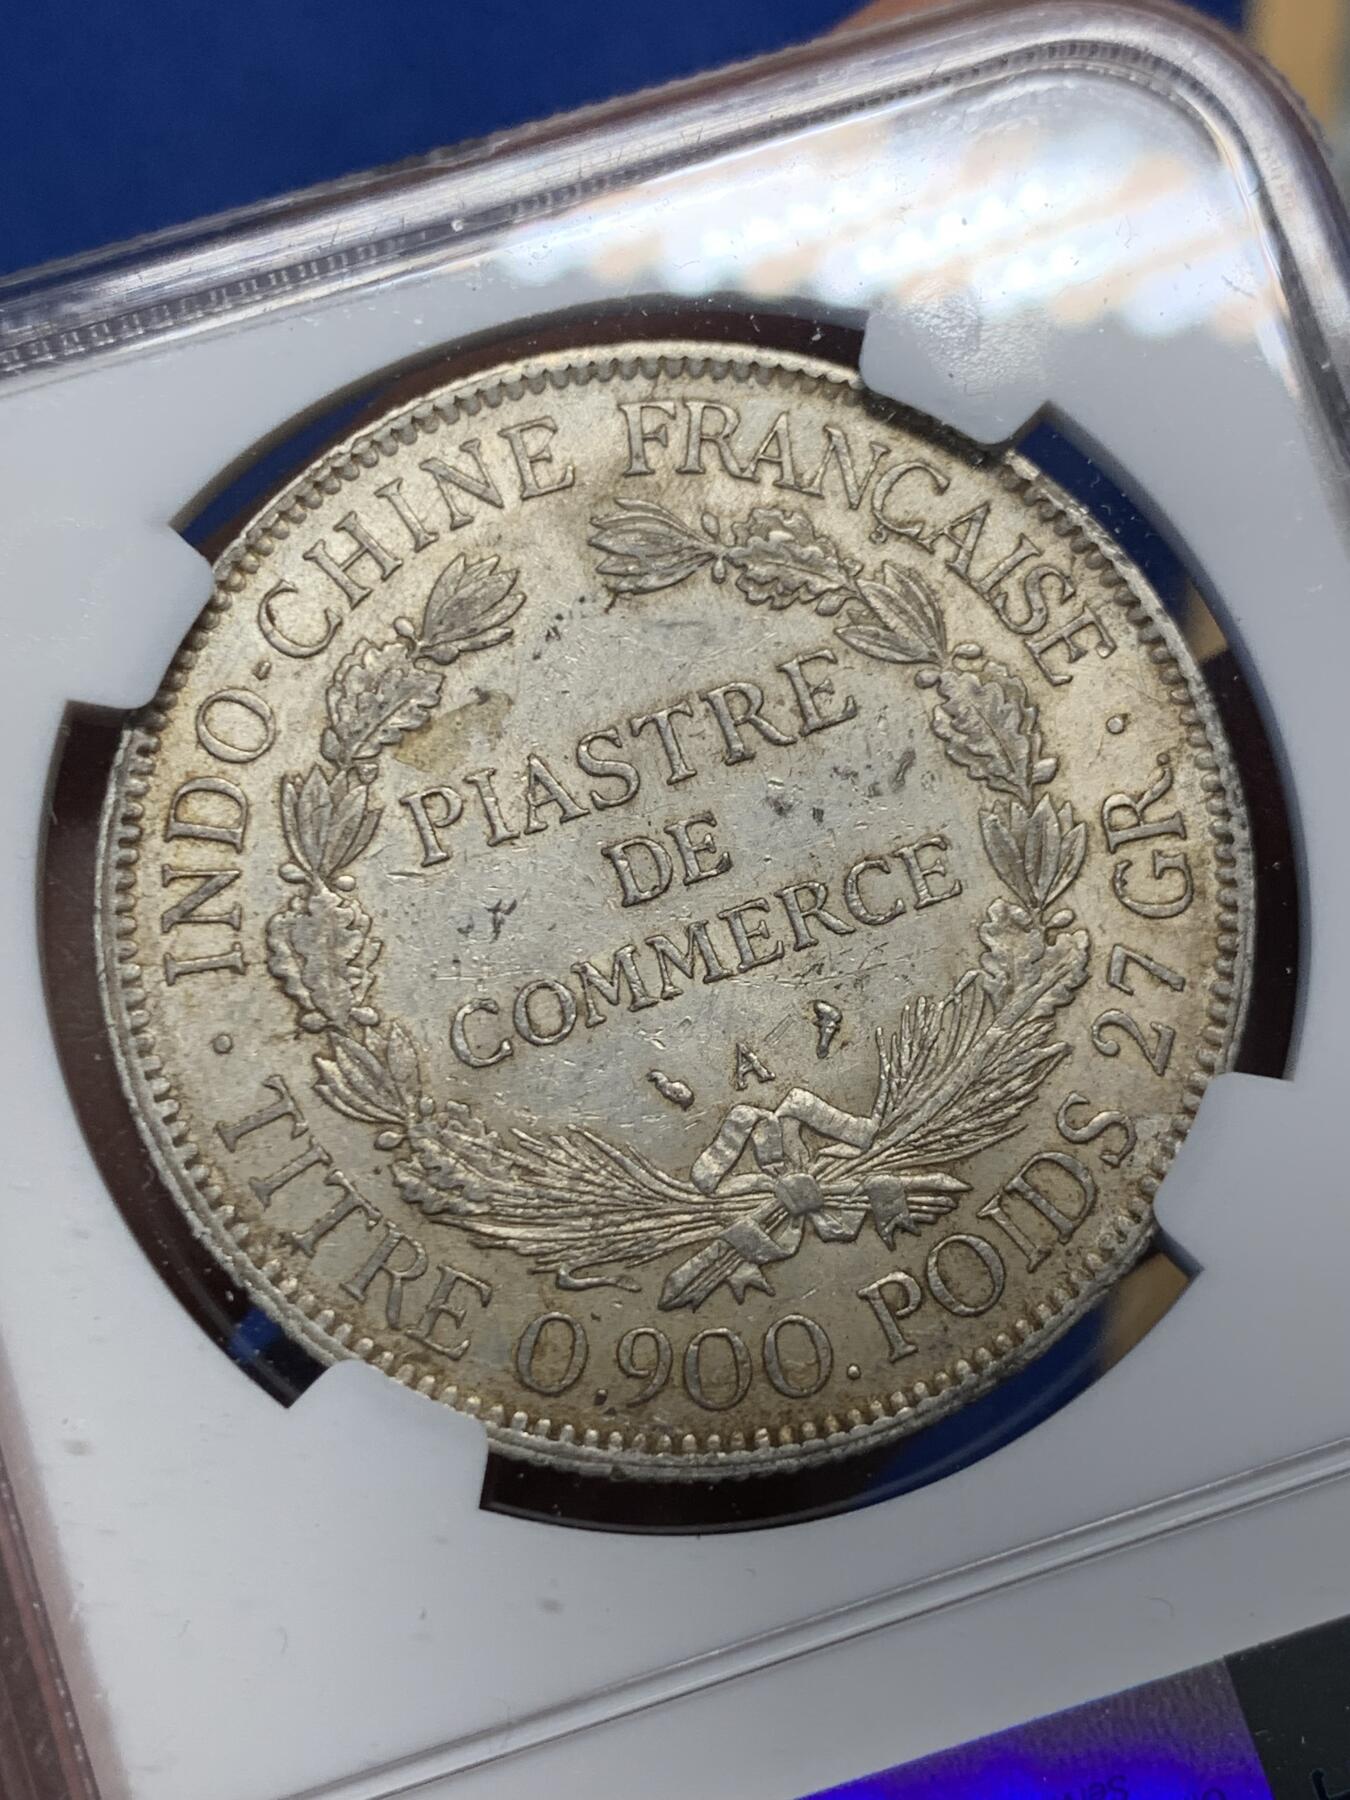 INDO-CHINE FRANÇAISE
PIASTRE
DE
COMMERCE
A
· TITRE 0,900. POIDS 27 GR. ·